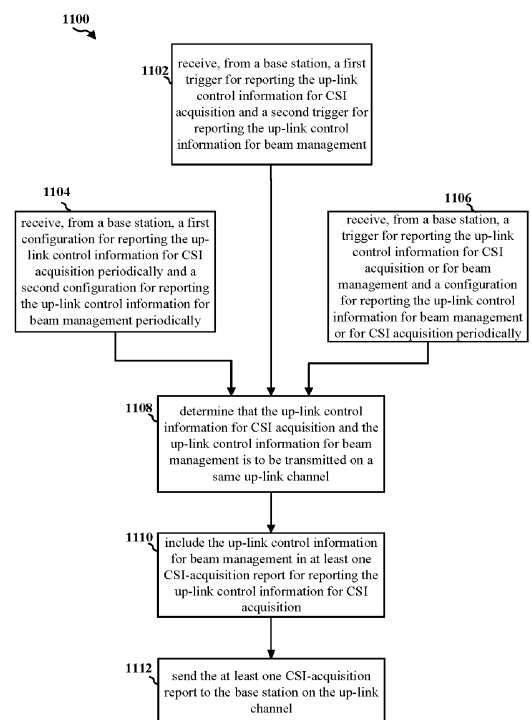 1100
1102
receive, from a base station, a first
trigger for reporting the up-link
control information for CSI
acquisition and a second trigger for
reporting the up-link control
information for beam management
1104
receive, from a base station, a first
configuration for reporting the up-
link control information for CSI
acquisition periodically and a
second configuration for reporting
the up-link control information for
beam management periodically
1106
receive, from a base station, a
trigger for reporting the up-link
control information for CSI
acquisition or for beam
management and a configuration
for reporting the up-link control
information for beam management
or for CSI acquisition periodically
1108
determine that the up-link control
information for CSI acquisition and the
up-link control information for beam
management is to be transmitted on a
same up-link channel
1110
include the up-link control information
for beam management in at least one
CSI-acquisition report for reporting the
up-link control information for CSI
acquisition
1112
send the at least one CSI-acquisition
report to the base station on the up-link
channel